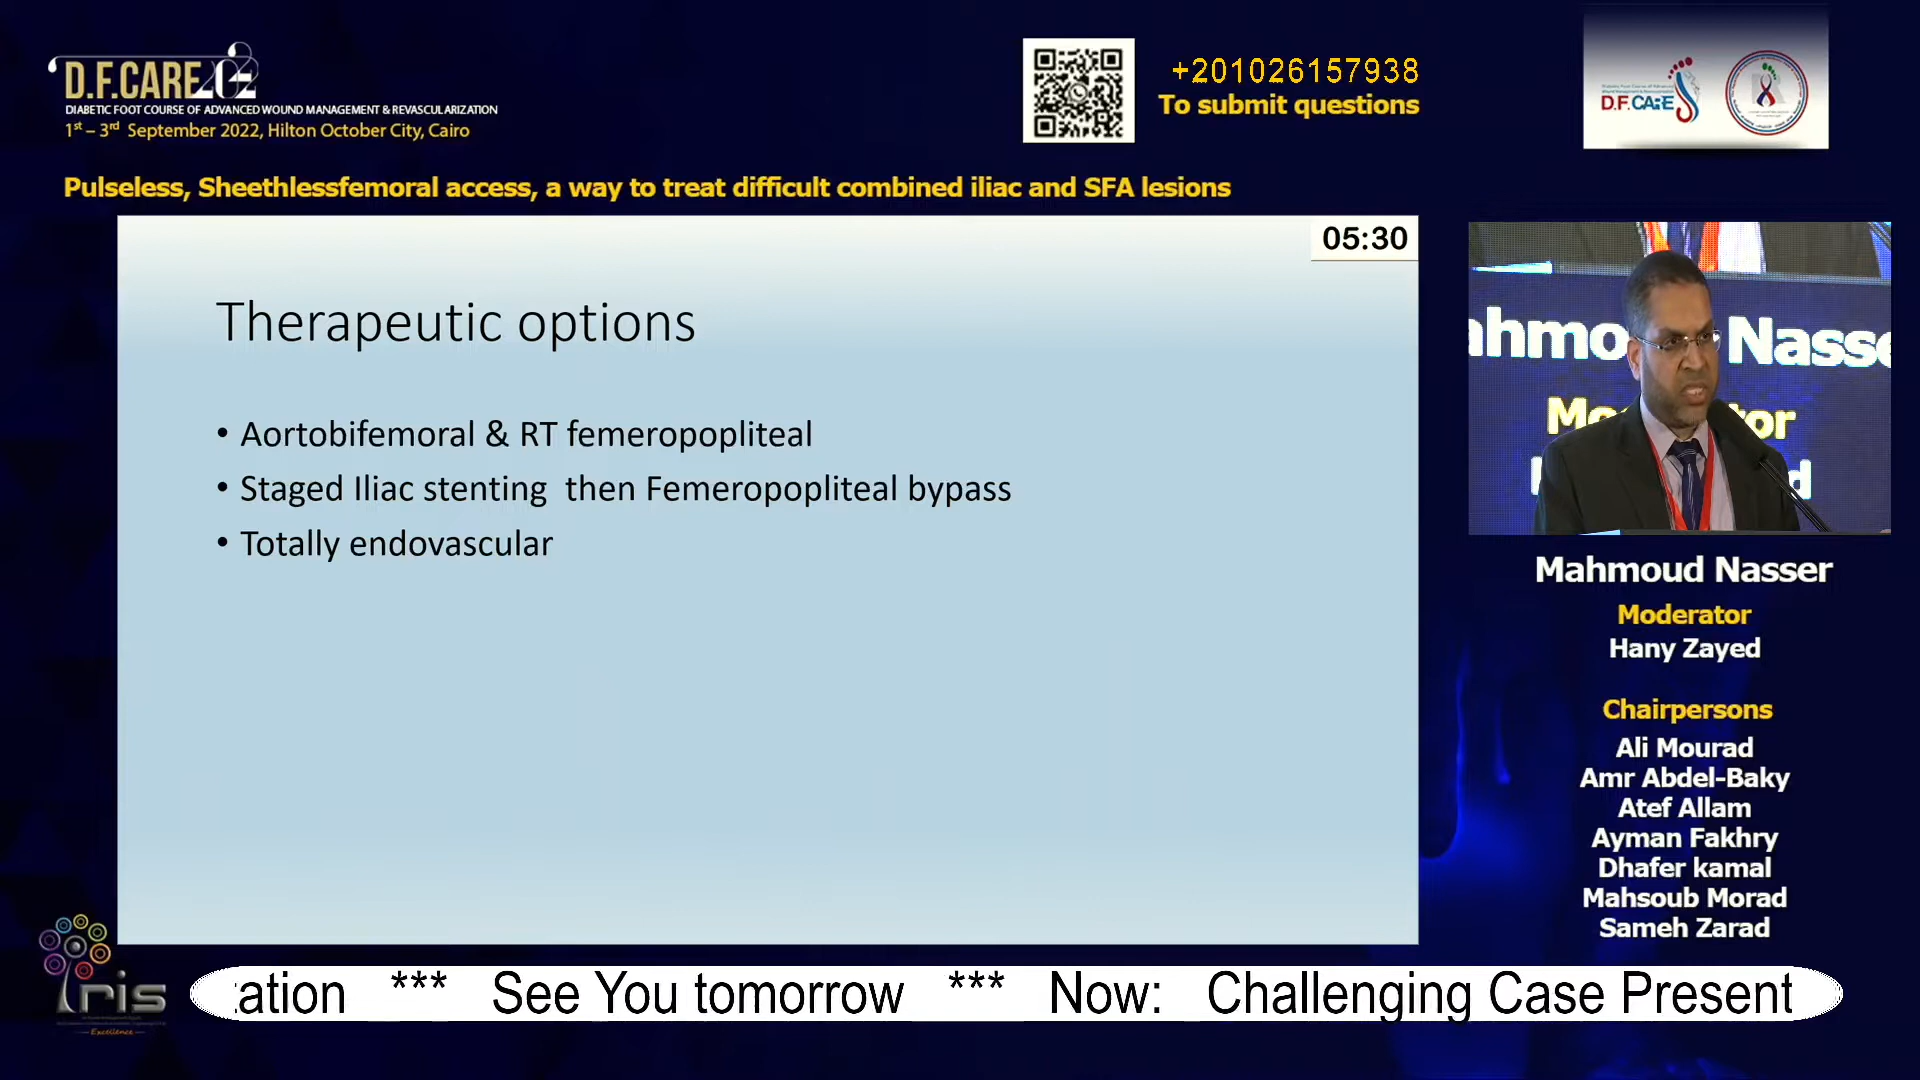 D.F.CARE
DIABETIC FOOT COURSE OF ADVANCED WOUND MANAGEMENT & REVASCULARIZATION
1st – 3rd September 2022, Hilton October City, Cairo
+201026157938
To submit questions
D.F.CARE
Pulseless, Sheethlessfemoral access, a way to treat difficult combined iliac and SFA lesions
05:30
Therapeutic options
• Aortobifemoral & RT femeropopliteal
• Staged Iliac stenting then Femeropopliteal bypass
• Totally endovascular
ahmo Nasse
Mahmoud Nasser
Moderator
Hany Zayed
Chairpersons
Ali Mourad
Amr Abdel-Baky
Atef Allam
Ayman Fakhry
Dhafer kamal
Mahsoub Morad
Sameh Zarad
iris
Excellence
ation *** See You tomorrow *** Now: Challenging Case Present